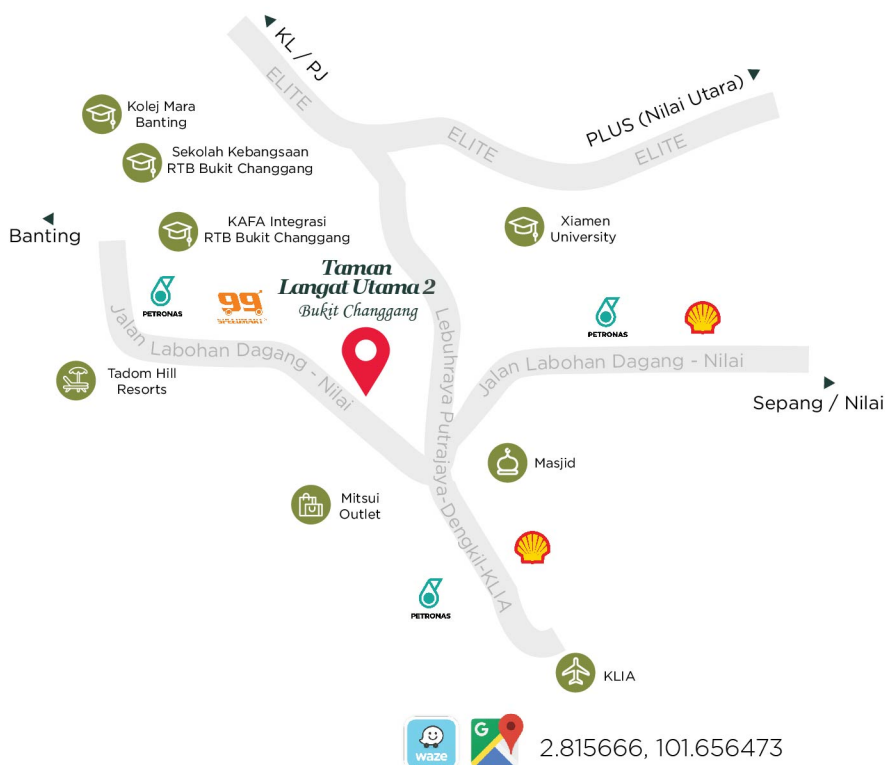 KL / PJ
ELITE
PLUS (Nilai Utara)
ELITE
ELITE
Kolej Mara
Banting
Sekolah Kebangsaan
RTB Bukit Changgang
KAFA Integrasi
RTB Bukit Changgang
Xiamen
University
Banting
Taman
Langat Utama 2
Bukit Changgang
PETRONAS
99
SPEEDMART
PETRONAS
Lebuhraya Putrajaya-Dengkil-KLIA
Jalan Labohan Dagang - Nilai
Jalan Labohan Dagang - Nilai
Tadom Hill
Resorts
Sepang / Nilai
Masjid
Mitsui
Outlet
PETRONAS
KLIA
waze
G
2.815666, 101.656473